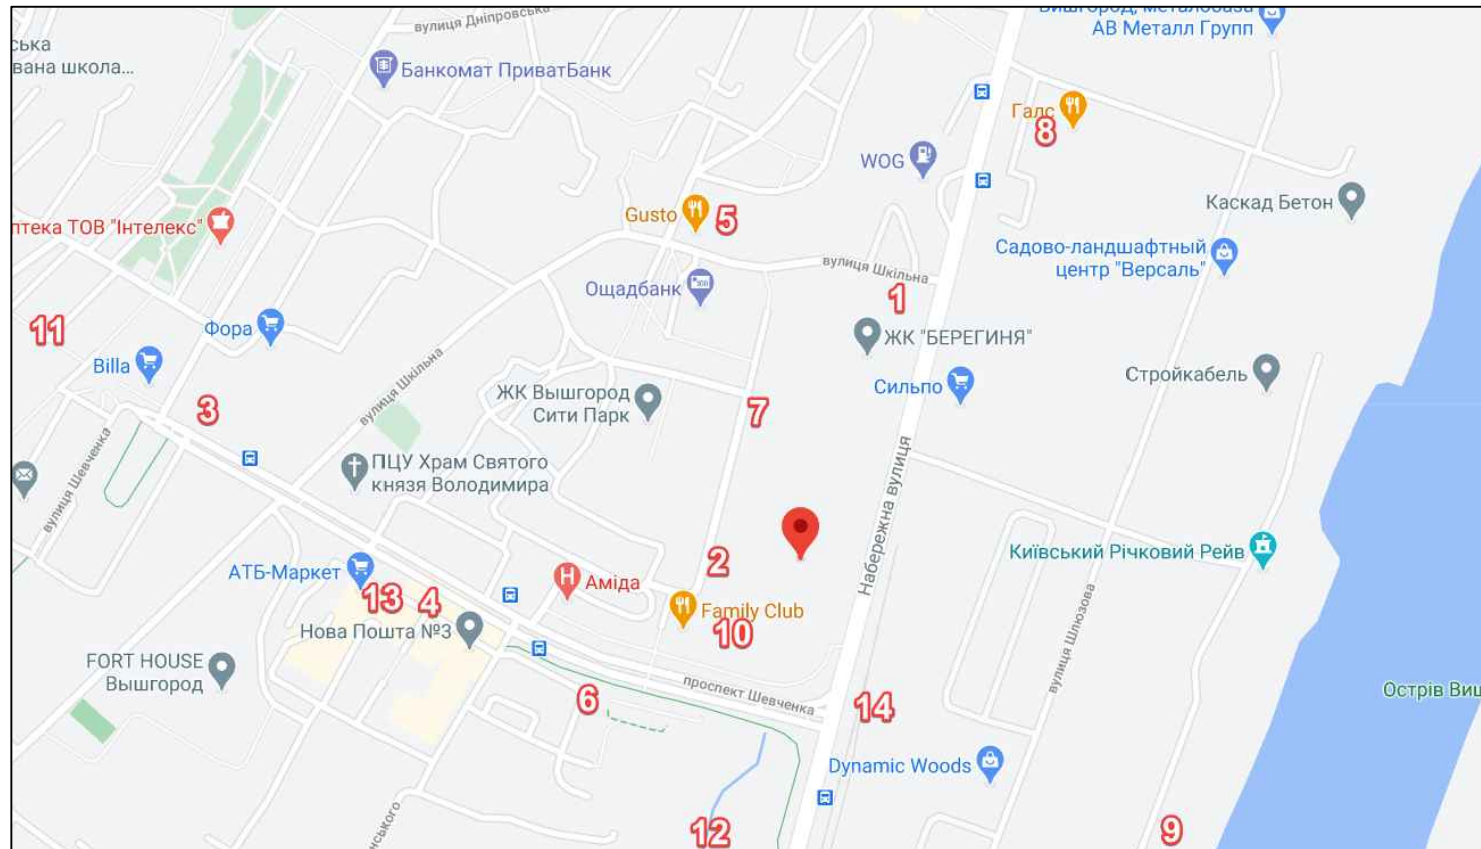 вулиця Дніпровська
ська
вана школа...
Банкомат ПриватБанк
АВ Металл Групп
Галс
8
WOG
Каскад Бетон
птека ТОВ "Інтелекс"
Gusto
5
Садово-ландшафтный
центр "Версаль"
вулиця Шкільна
Ощадбанк
1
11
Фора
ЖК "БЕРЕГИНЯ"
Billa
Стройкабель
вулиця Шкільна
Сильпо
ЖК Вышгород
Сити Парк
3
7
вулиця Шевченка
ПЦУ Храм Святого
князя Володимира
Набережна вулиця
Київський Річковий Рейв
2
АТБ-Маркет
Аміда
13
4
Family Club
10
Нова Пошта №3
вулиця Шлюзова
FORT HOUSE
Вышгород
проспект Шевченка
6
14
Острів Виш
Dynamic Woods
нського
12
9